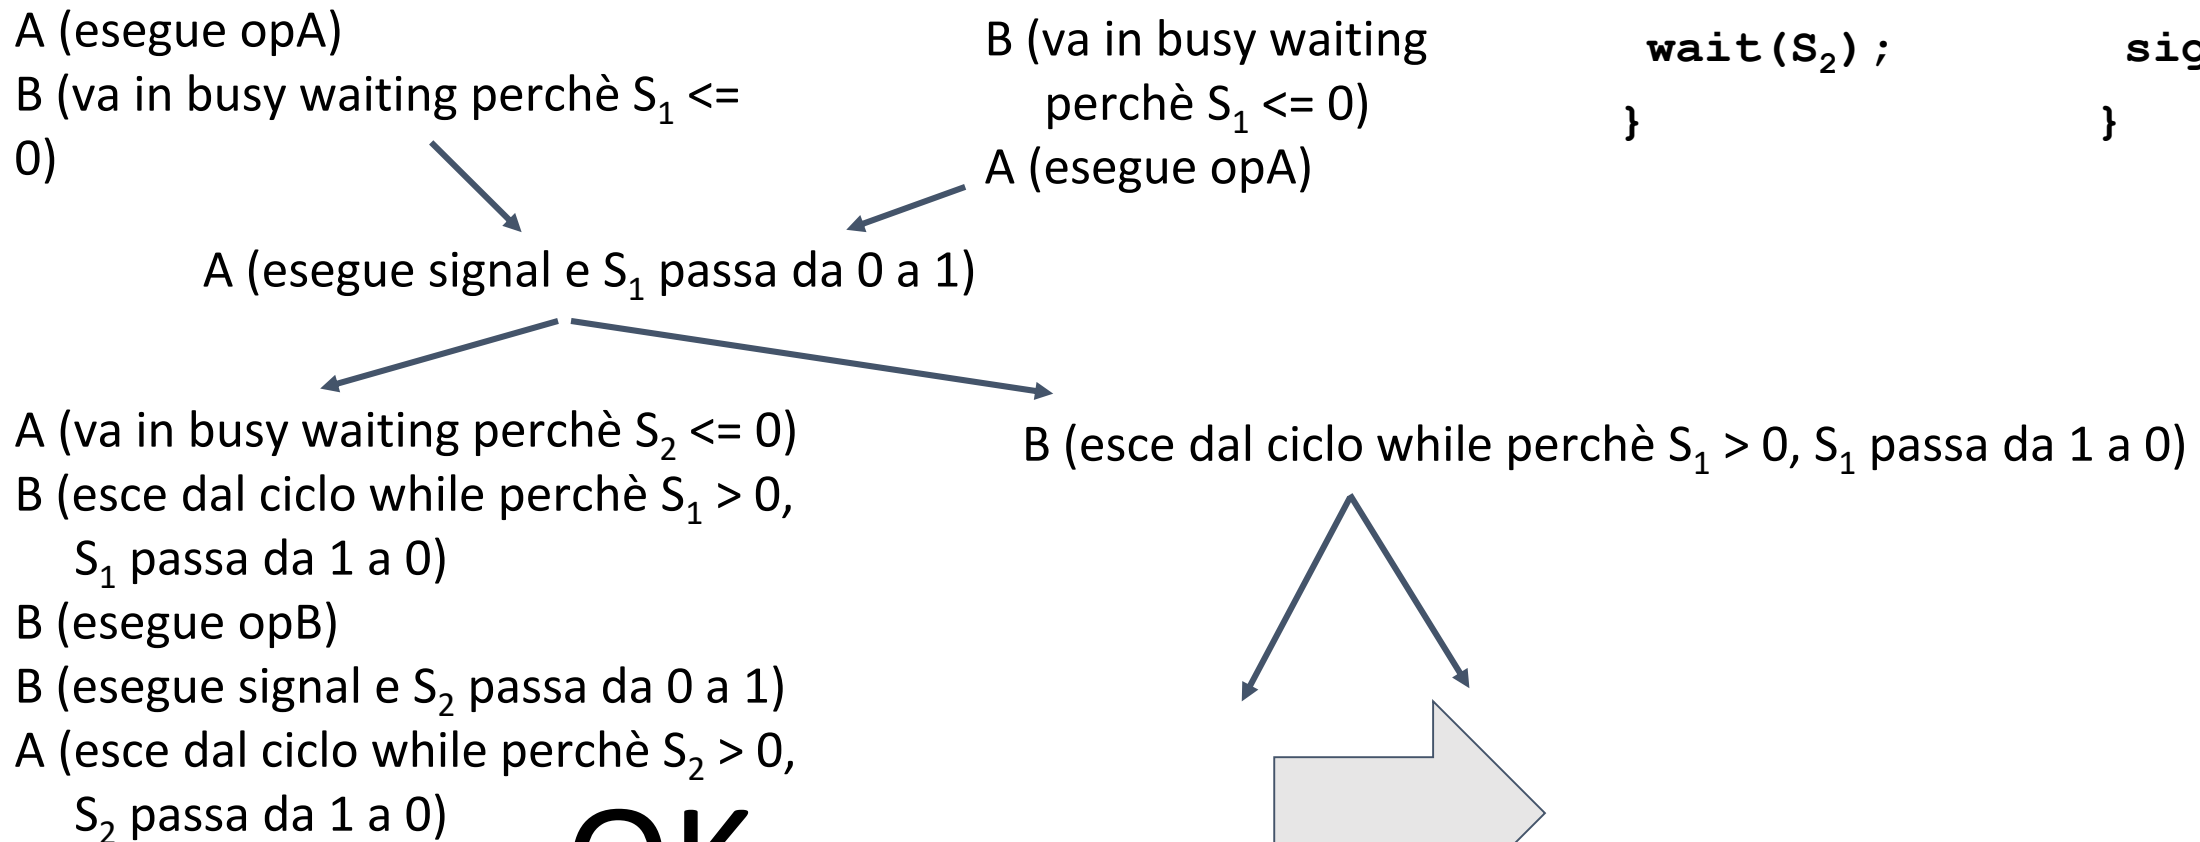 A (esegue opA)
B (va in busy waiting perchè S₁ <=
0)
B (va in busy waiting
perchè S₁ <= 0)
A (esegue opA)
wait(S₂);
sig
}
}
A (esegue signal e S₁ passa da 0 a 1)
A (va in busy waiting perchè S₂ <= 0)
B (esce dal ciclo while perchè S₁ > 0,
S₁ passa da 1 a 0)
B (esegue opB)
B (esegue signal e S₂ passa da 0 a 1)
A (esce dal ciclo while perchè S₂ > 0,
S₂ passa da 1 a 0)
OK
B (esce dal ciclo while perchè S₁ > 0, S₁ passa da 1 a 0)